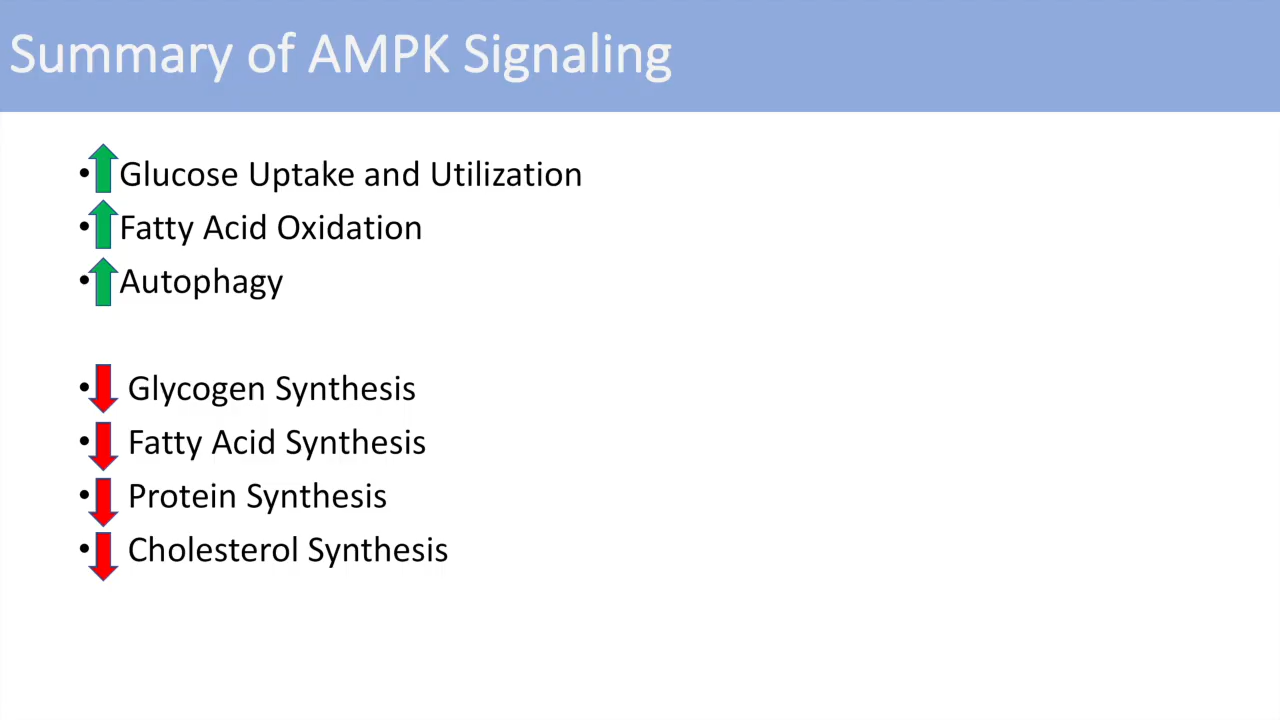 Summary of AMPK Signaling
• Glucose Uptake and Utilization
• Fatty Acid Oxidation
• Autophagy
• Glycogen Synthesis
• Fatty Acid Synthesis
• Protein Synthesis
• Cholesterol Synthesis